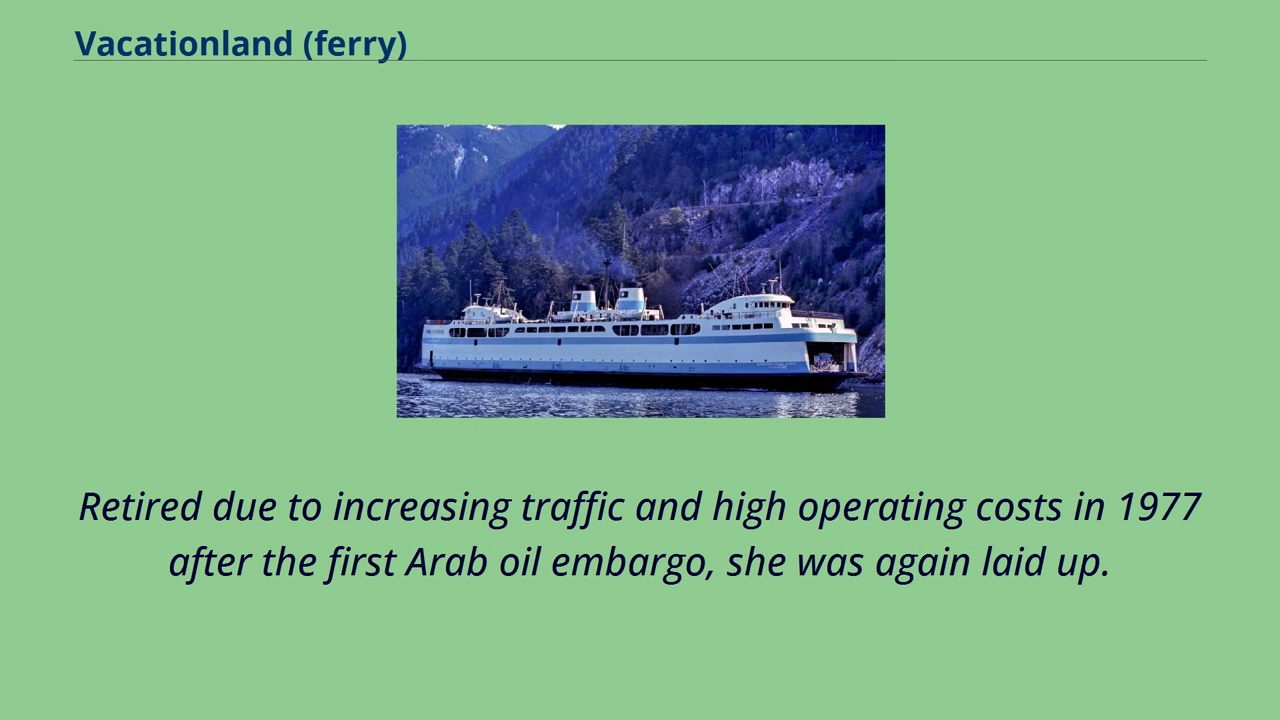 Vacationland (ferry)
Retired due to increasing traffic and high operating costs in 1977
after the first Arab oil embargo, she was again laid up.